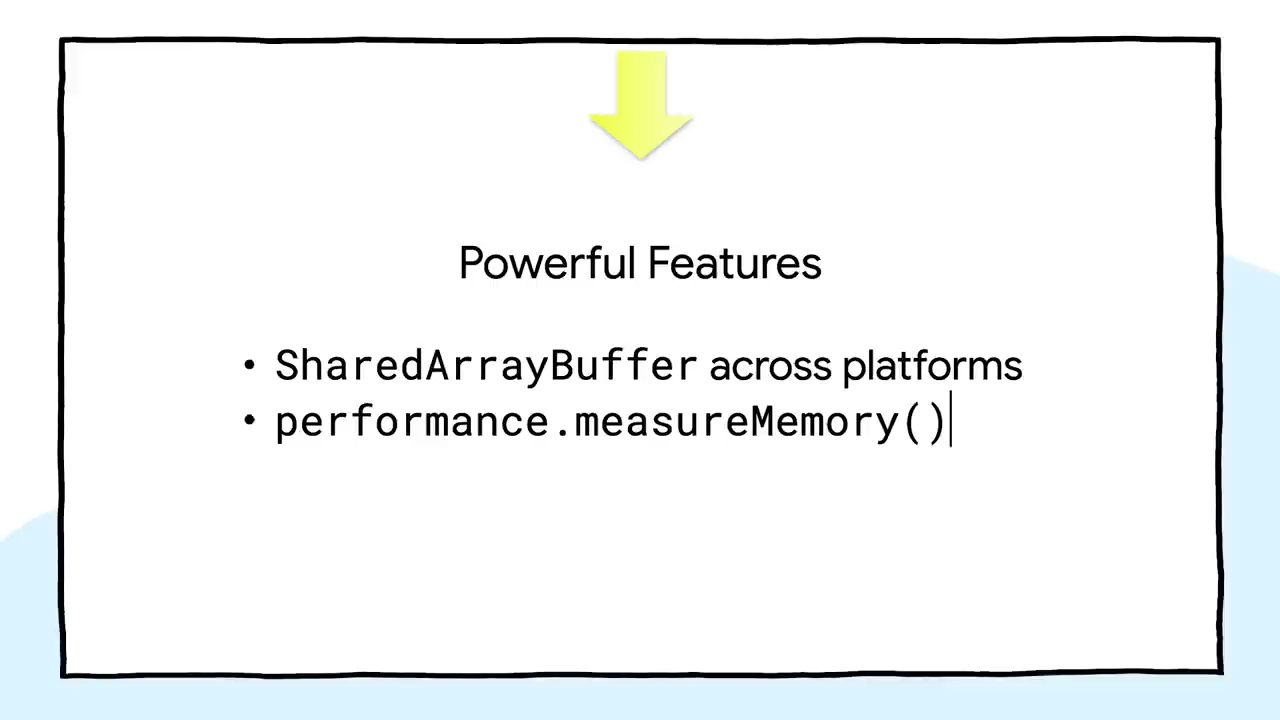 Powerful Features
• SharedArrayBuffer across platforms
• performance.measureMemory()